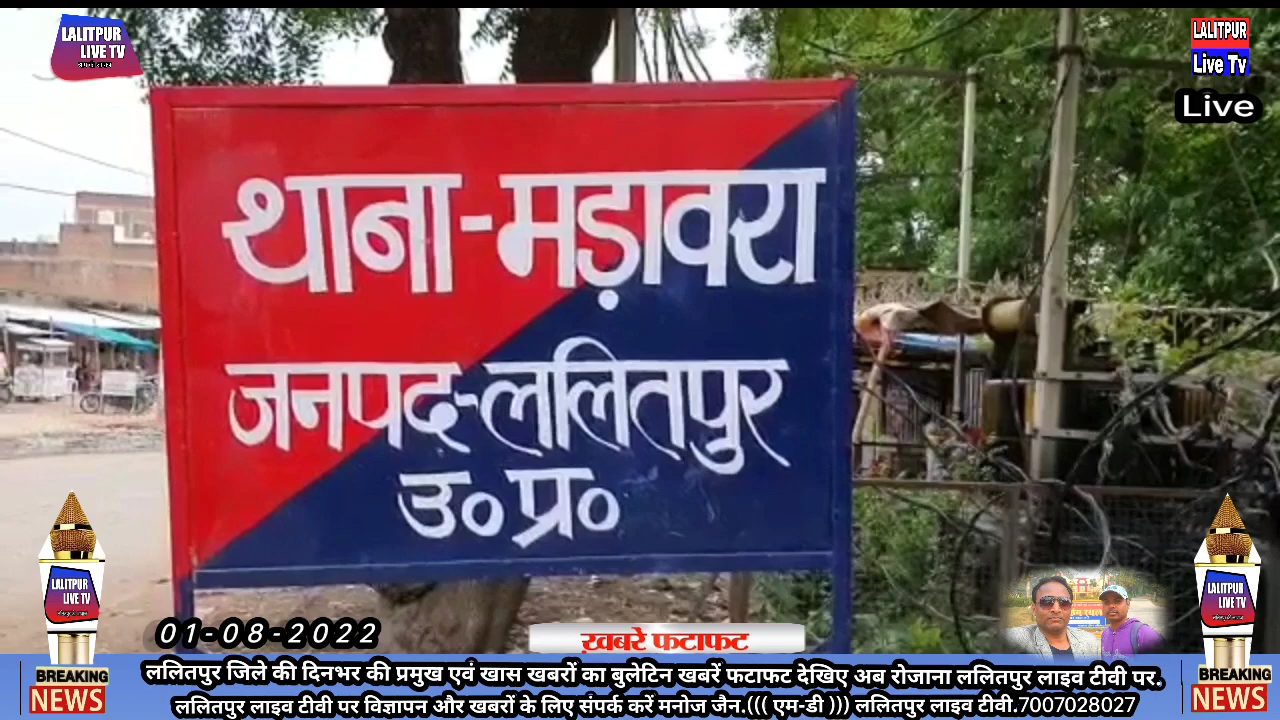 LALITPUR
LIVE TV
LALITPUR
Live Tv
Live
थाना-मड़ावरा
जनपद-ललितपुर
उ० प्र०
LALITPUR
LIVE TV
LALITPUR
LIVE TV
01-08-2022
ख़बरें फटाफट
BREAKING
NEWS
ललितपुर जिले की दिनभर की प्रमुख एवं खास खबरों का बुलेटिन खबरें फटाफट देखिए अब रोजाना ललितपुर लाइव टीवी पर.
ललितपुर लाइव टीवी पर विज्ञापन और खबरों के लिए संपर्क करें मनोज जैन.((( एम-डी ))) ललितपुर लाइव टीवी.7007028027
BREAKING
NEWS